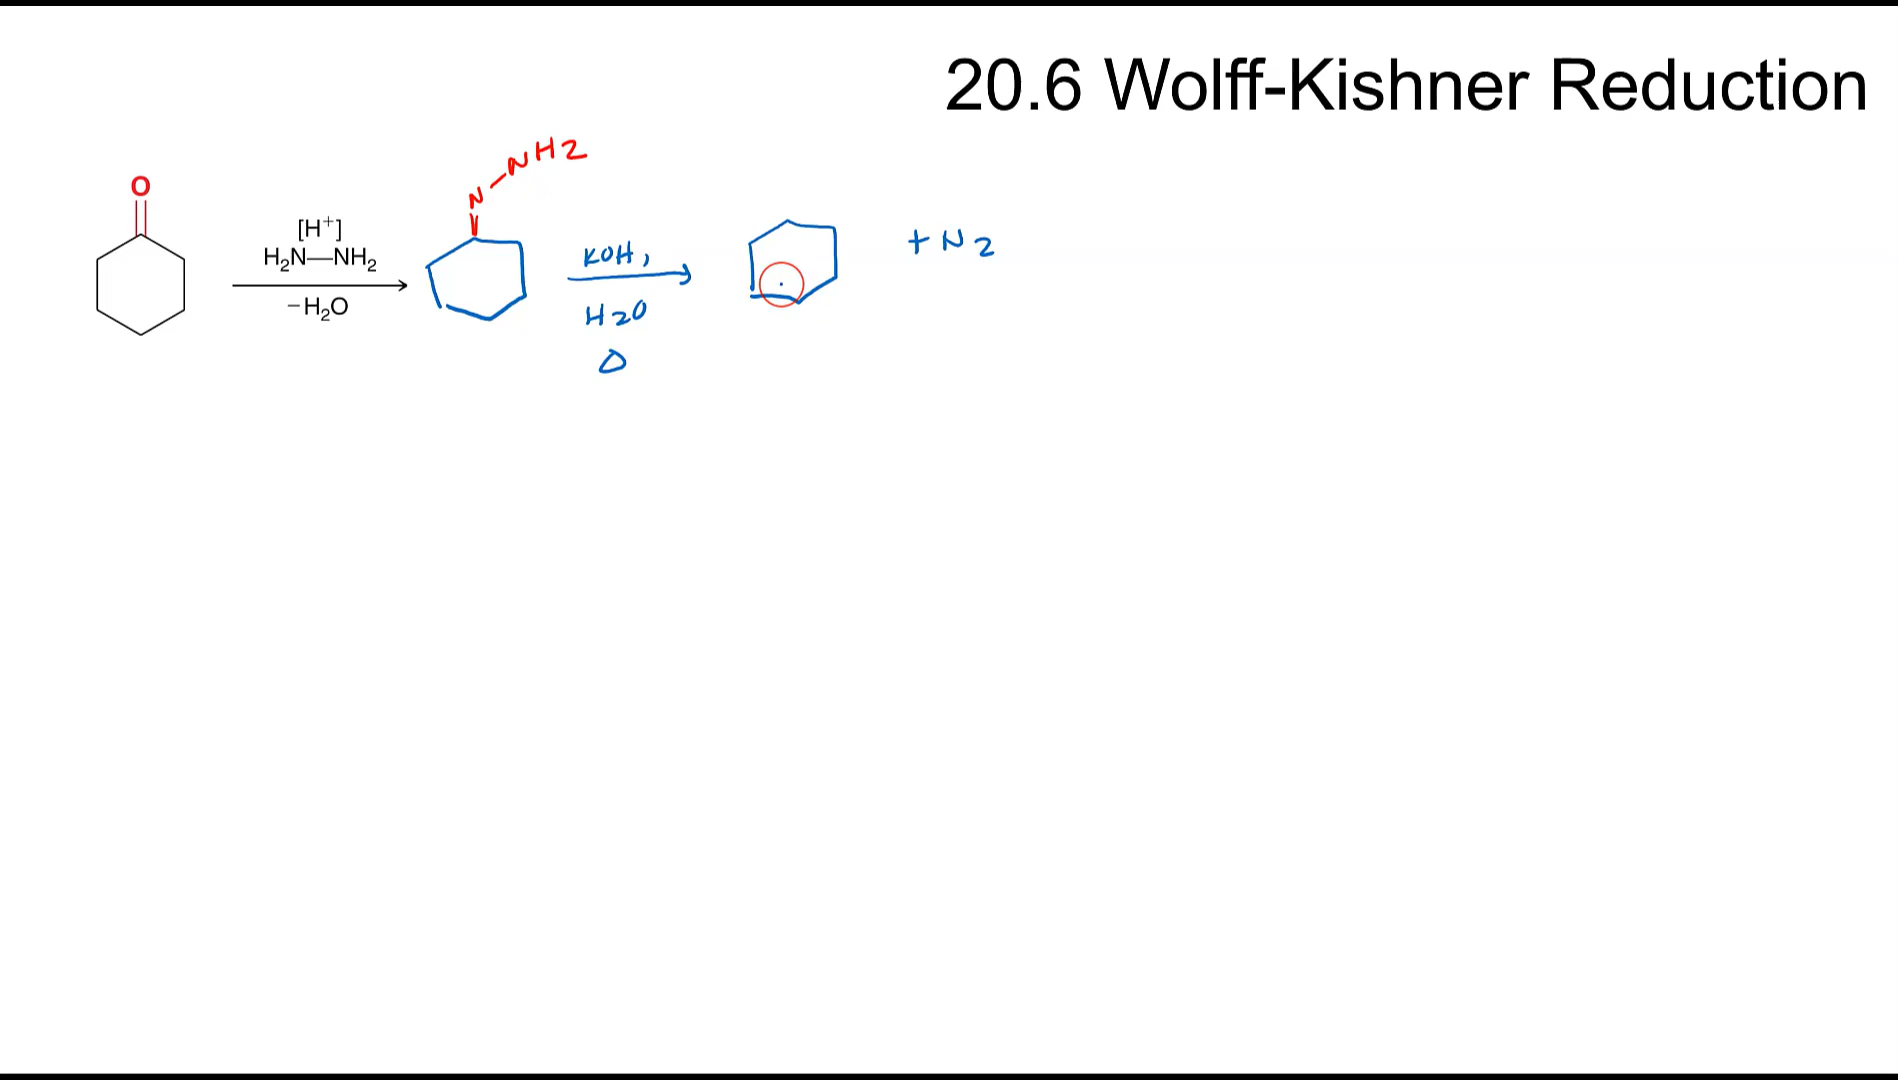 20.6 Wolff-Kishner Reduction
O
[H⁺]
H₂N—NH₂
−H₂O
N-NH2
KOH,
H2O
Δ
+ N2